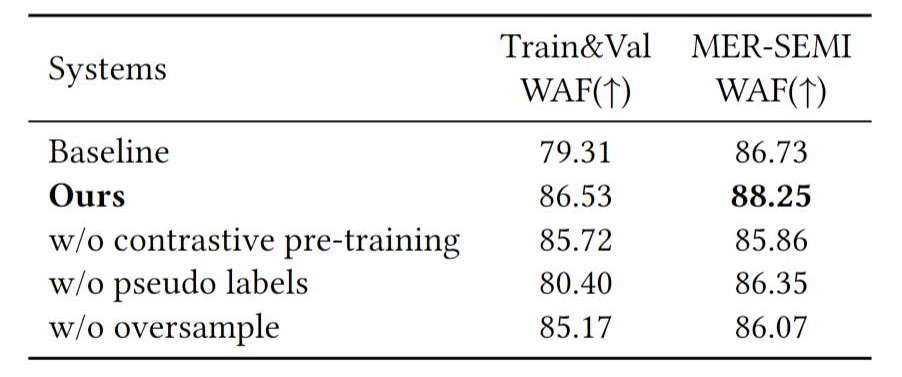 Systems Train&Val MER-SEMI
WAF(↑) WAF(↑)
Baseline 79.31 86.73
Ours 86.53 88.25
w/o contrastive pre-training 85.72 85.86
w/o pseudo labels 80.40 86.35
w/o oversample 85.17 86.07